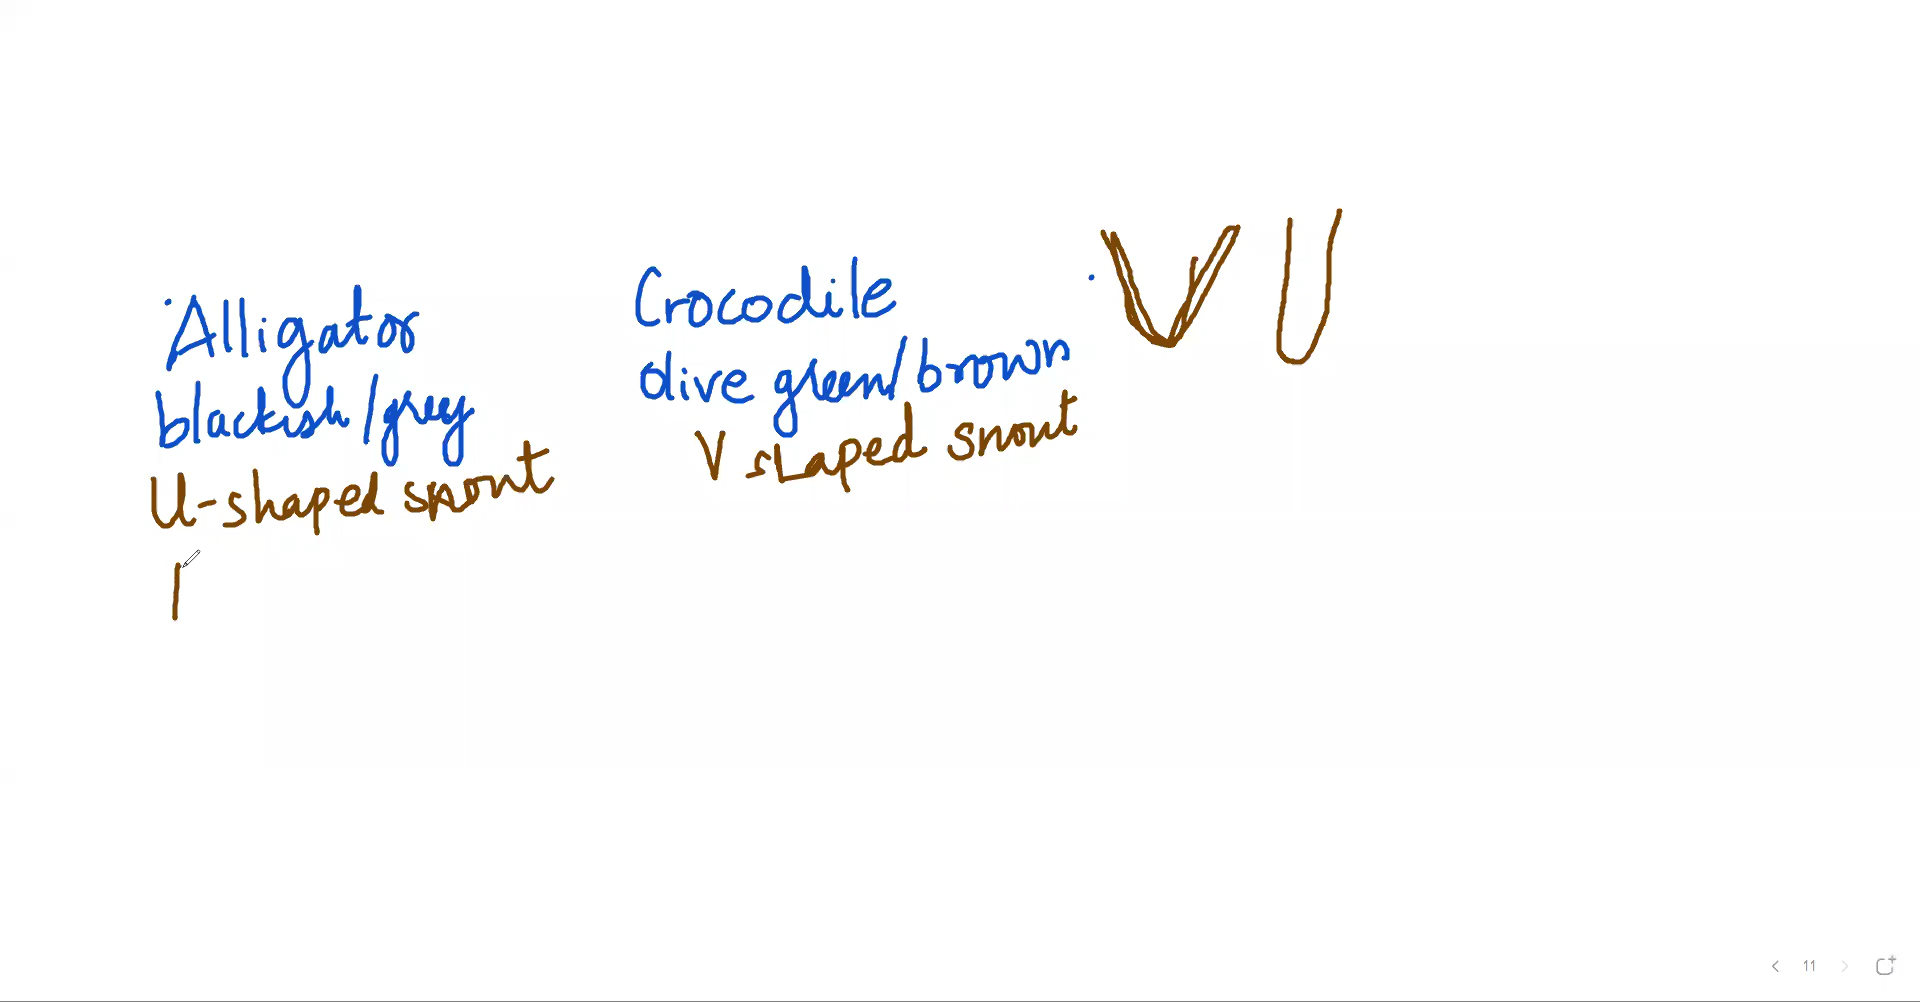 Alligator
blackish/grey
U-shaped snout
Crocodile
olive green/brown
V shaped snout
V U
11